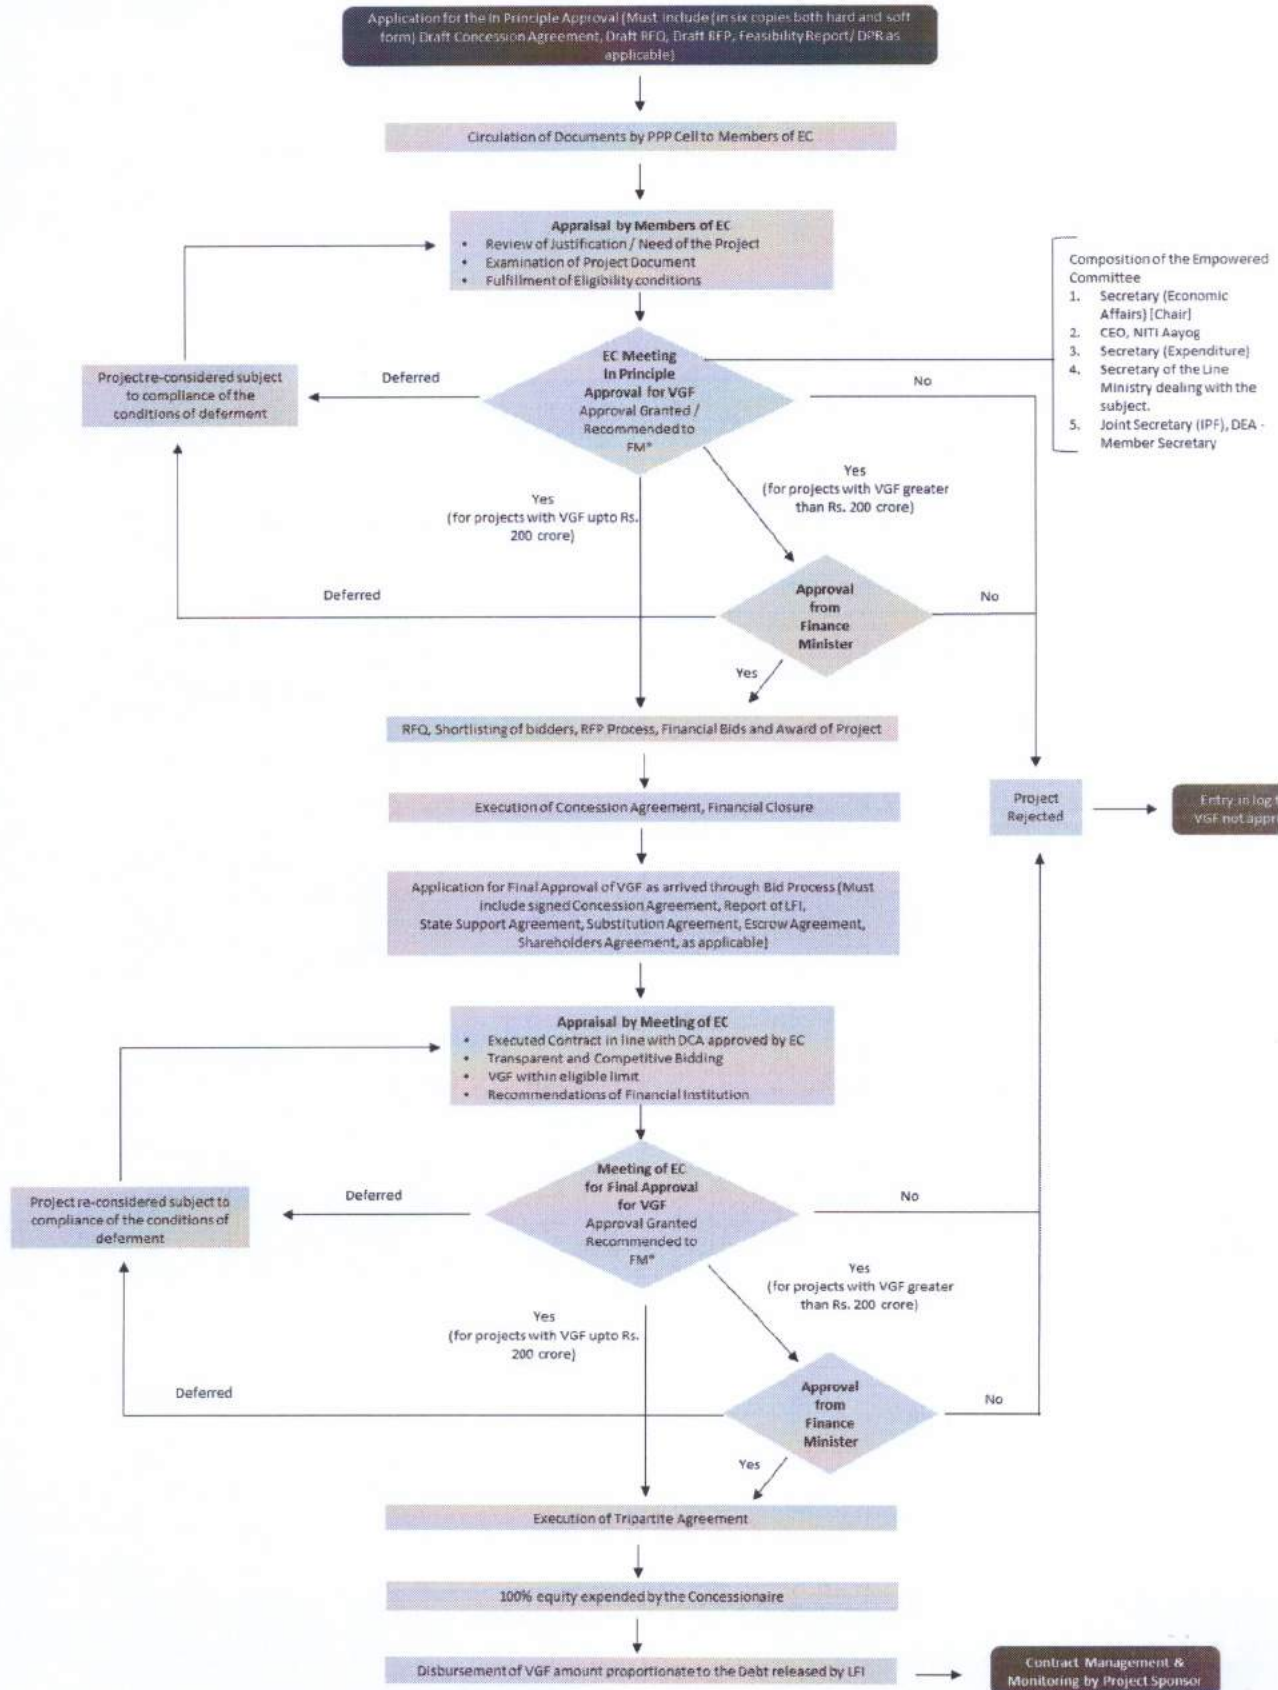 Application for the In Principle Approval (Must Include (in six copies both hard and soft
form) Draft Concession Agreement, Draft RFQ, Draft RFP, Feasibility Report/ DPR as
applicable)
Circulation of Documents by PPP Cell to Members of EC
Appraisal by Members of EC
• Review of Justification / Need of the Project
• Examination of Project Document
• Fulfillment of Eligibility conditions
Composition of the Empowered
Committee
1. Secretary (Economic
Affairs) [Chair]
2. CEO, NITI Aayog
3. Secretary (Expenditure)
4. Secretary of the Line
Ministry dealing with the
subject.
5. Joint Secretary (IPF), DEA -
Member Secretary
EC Meeting
In Principle
Approval for VGF
Approval Granted /
Recommended to
FM*
Deferred
No
Project re-considered subject
to compliance of the
conditions of deferment
Yes
(for projects with VGF greater
than Rs. 200 crore)
Yes
(for projects with VGF upto Rs.
200 crore)
Approval
from
Finance
Minister
Deferred
No
Yes
RFQ, Shortlisting of bidders, RFP Process, Financial Bids and Award of Project
Execution of Concession Agreement, Financial Closure
Project
Rejected
Entry in log
VGF not
Application for Final Approval of VGF as arrived through Bid Process (Must
include signed Concession Agreement, Report of LFI,
State Support Agreement, Substitution Agreement, Escrow Agreement,
Shareholders Agreement, as applicable)
Appraisal by Meeting of EC
• Executed Contract in line with DCA approved by EC
• Transparent and Competitive Bidding
• VGF within eligible limit
• Recommendations of Financial Institution
Meeting of EC
for Final Approval
for VGF
Approval Granted
Recommended to
FM*
Deferred
No
Project re-considered subject to
compliance of the conditions of
deferment
Yes
(for projects with VGF greater
than Rs. 200 crore)
Yes
(for projects with VGF upto Rs.
200 crore)
Approval
from
Finance
Minister
Deferred
No
Yes
Execution of Tripartite Agreement
100% equity expended by the Concessionaire
Disbursement of VGF amount proportionate to the Debt released by LFI
Contract Management &
Monitoring by Project Sponsor